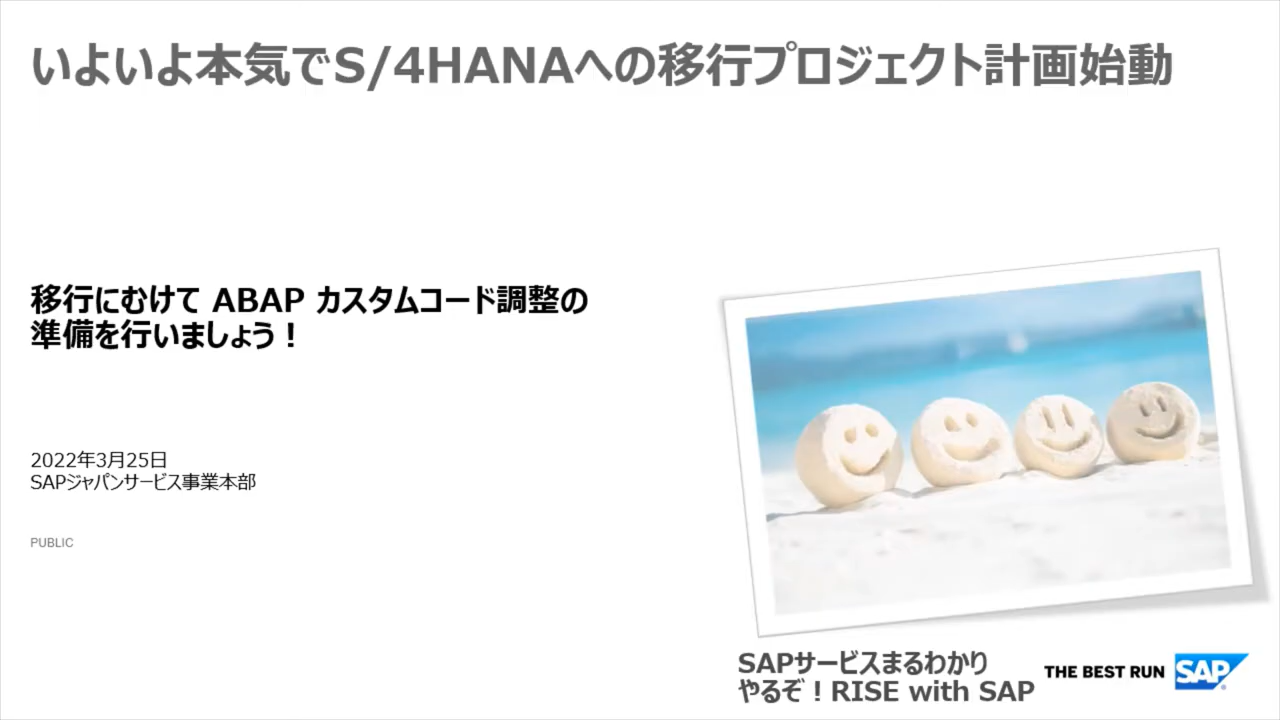 いよいよ本気でS/4HANAへの移行プロジェクト計画始動
移行にむけて ABAP カスタムコード調整の
準備を行いましょう！
2022年3月25日
SAPジャパンサービス事業本部
PUBLIC
SAPサービスまるわかり
やるぞ！RISE with SAP
THE BEST RUN SAP